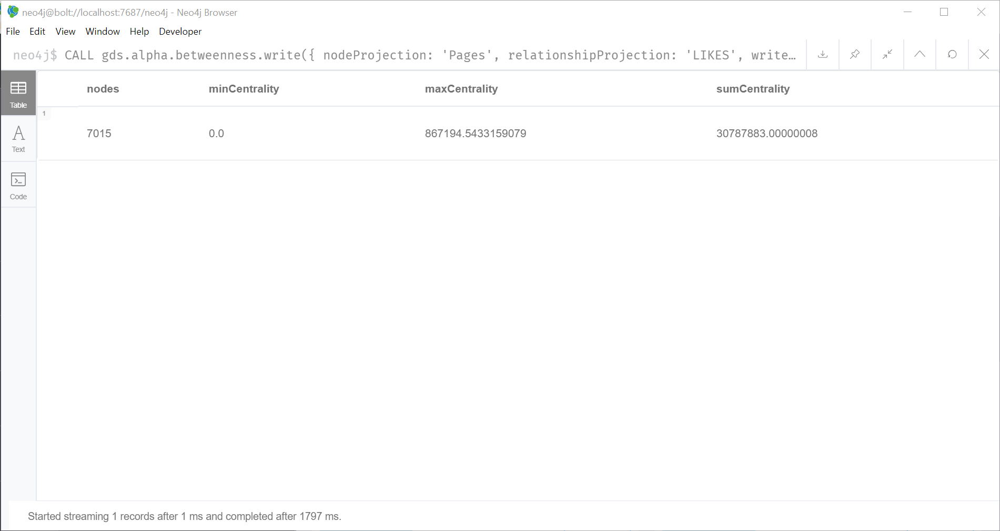 neo4j@bolt://localhost:7687/neo4j - Neo4j Browser
File Edit View Window Help Developer
neo4j$ CALL gds.alpha.betweenness.write({ nodeProjection: 'Pages', relationshipProjection: 'LIKES', write…
Table
Text
Code
nodes minCentrality maxCentrality sumCentrality
1
7015 0.0 867194.5433159079 30787883.00000008
Started streaming 1 records after 1 ms and completed after 1797 ms.